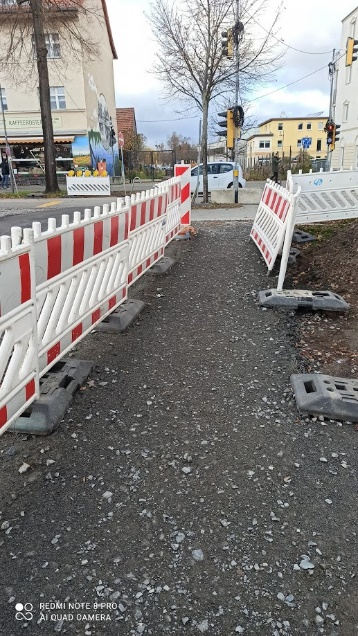 KAFFEERÖSTEREI
REDMI NOTE 8 PRO
AI QUAD CAMERA